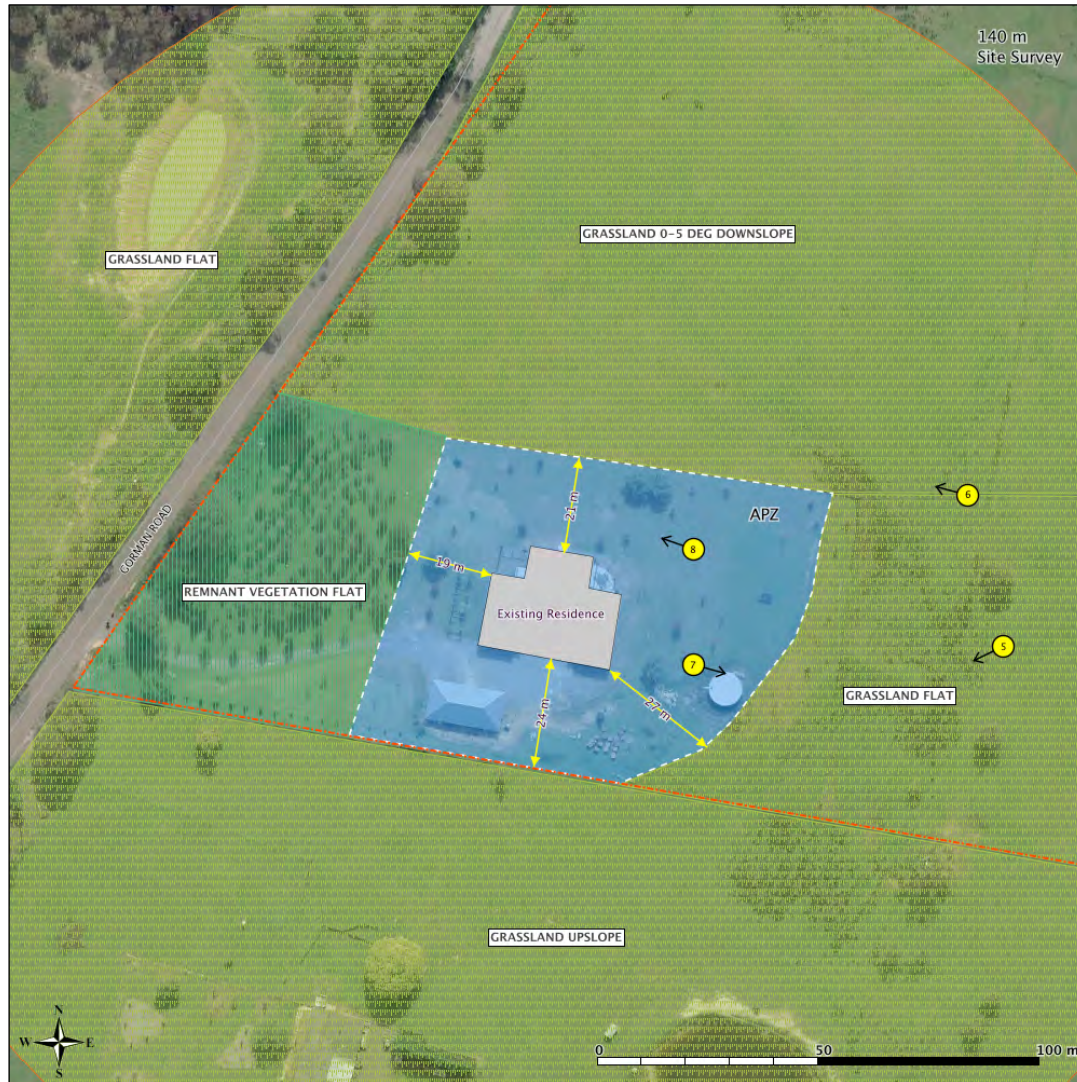 140 m
Site Survey
GRASSLAND 0-5 DEG DOWNSLOPE
GRASSLAND FLAT
GORMAN ROAD
21 m
APZ
6
8
19 m
REMNANT VEGETATION FLAT
Existing Residence
5
7
GRASSLAND FLAT
27 m
24 m
GRASSLAND UPSLOPE
N
W E
S
0 50 100 m